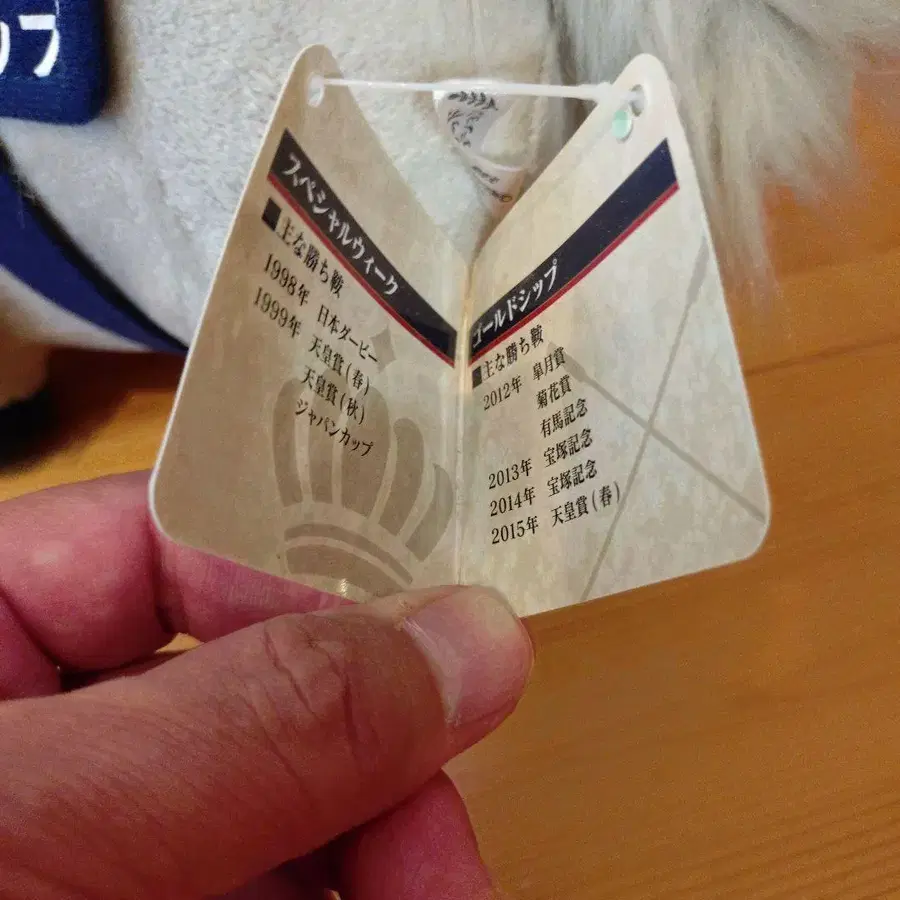 ップ
スペシャルウィーク
■主な勝ち鞍
1998年 日本ダービー
1999年 天皇賞(春)
天皇賞(秋)
ジャパンカップ
ゴールドシップ
■主な勝ち鞍
2012年 皐月賞
菊花賞
有馬記念
2013年 宝塚記念
2014年 宝塚記念
2015年 天皇賞(春)